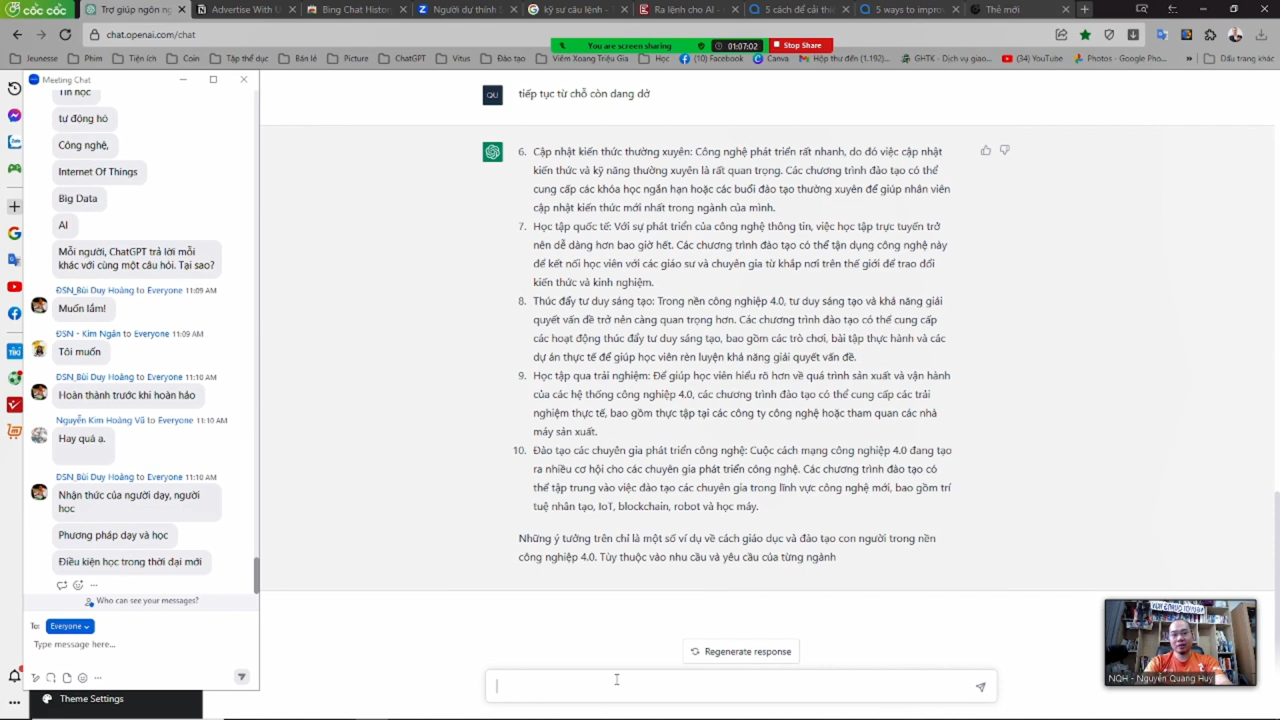 cốc cốc
Trợ giúp ngôn ng
Advertise With U
Bing Chat Histor
Người dự thính S
kỹ sư câu lệnh -
Ra lệnh cho AI -
5 cách để cải thi
5 ways to improv
Thẻ mới
chat.openai.com/chat
You are screen sharing
01:07:02
Stop Share
Jeunesse
Phim
Tiện ích
Coin
Tập thể dục
Bán lẻ
Picture
ChatGPT
Vitus
Đào tạo
Viêm Xoang Triệu Gia
Học
(10) Facebook
Canva
Hộp thư đến (1.192)...
GHTK - Dịch vụ giao...
(34) YouTube
Photos - Google Pho...
»
Dấu trang khác
Meeting Chat
Tin học
tự động hó
Công nghệ,
Internet Of Things
Big Data
AI
Mỗi người, ChatGPT trả lời mỗi
khác với cùng một câu hỏi. Tại sao?
ĐSN_Bùi Duy Hoàng to Everyone 11:09 AM
Muốn lắm!
ĐSN - Kim Ngân to Everyone 11:09 AM
Tôi muốn
ĐSN_Bùi Duy Hoàng to Everyone 11:10 AM
Hoàn thành trước khi hoàn hảo
Nguyễn Kim Hoàng Vũ to Everyone 11:10 AM
Hay quá ạ.
ĐSN_Bùi Duy Hoàng to Everyone 11:10 AM
Nhận thức của người dạy, người
học
Phương pháp dạy và học
Điều kiện học trong thời đại mới
Who can see your messages?
To: Everyone
Type message here...
Theme Settings
QU
tiếp tục từ chỗ còn dang dở
6. Cập nhật kiến thức thường xuyên: Công nghệ phát triển rất nhanh, do đó việc cập nhật
kiến thức và kỹ năng thường xuyên là rất quan trọng. Các chương trình đào tạo có thể
cung cấp các khóa học ngắn hạn hoặc các buổi đào tạo thường xuyên để giúp nhân viên
cập nhật kiến thức mới nhất trong ngành của mình.
7. Học tập quốc tế: Với sự phát triển của công nghệ thông tin, việc học tập trực tuyến trở
nên dễ dàng hơn bao giờ hết. Các chương trình đào tạo có thể tận dụng công nghệ này
để kết nối học viên với các giáo sư và chuyên gia từ khắp nơi trên thế giới để trao đổi
kiến thức và kinh nghiệm.
8. Thúc đẩy tư duy sáng tạo: Trong nền công nghiệp 4.0, tư duy sáng tạo và khả năng giải
quyết vấn đề trở nên càng quan trọng hơn. Các chương trình đào tạo có thể cung cấp
các hoạt động thúc đẩy tư duy sáng tạo, bao gồm các trò chơi, bài tập thực hành và các
dự án thực tế để giúp học viên rèn luyện khả năng giải quyết vấn đề.
9. Học tập qua trải nghiệm: Để giúp học viên hiểu rõ hơn về quá trình sản xuất và vận hành
của các hệ thống công nghiệp 4.0, các chương trình đào tạo có thể cung cấp các trải
nghiệm thực tế, bao gồm thực tập tại các công ty công nghệ hoặc tham quan các nhà
máy sản xuất.
10. Đào tạo các chuyên gia phát triển công nghệ: Cuộc cách mạng công nghiệp 4.0 đang tạo
ra nhiều cơ hội cho các chuyên gia phát triển công nghệ. Các chương trình đào tạo có
thể tập trung vào việc đào tạo các chuyên gia trong lĩnh vực công nghệ mới, bao gồm trí
tuệ nhân tạo, IoT, blockchain, robot và học máy.
Những ý tưởng trên chỉ là một số ví dụ về cách giáo dục và đào tạo con người trong nền
công nghiệp 4.0. Tùy thuộc vào nhu cầu và yêu cầu của từng ngành
Regenerate response
NQH - Nguyễn Quang Huy